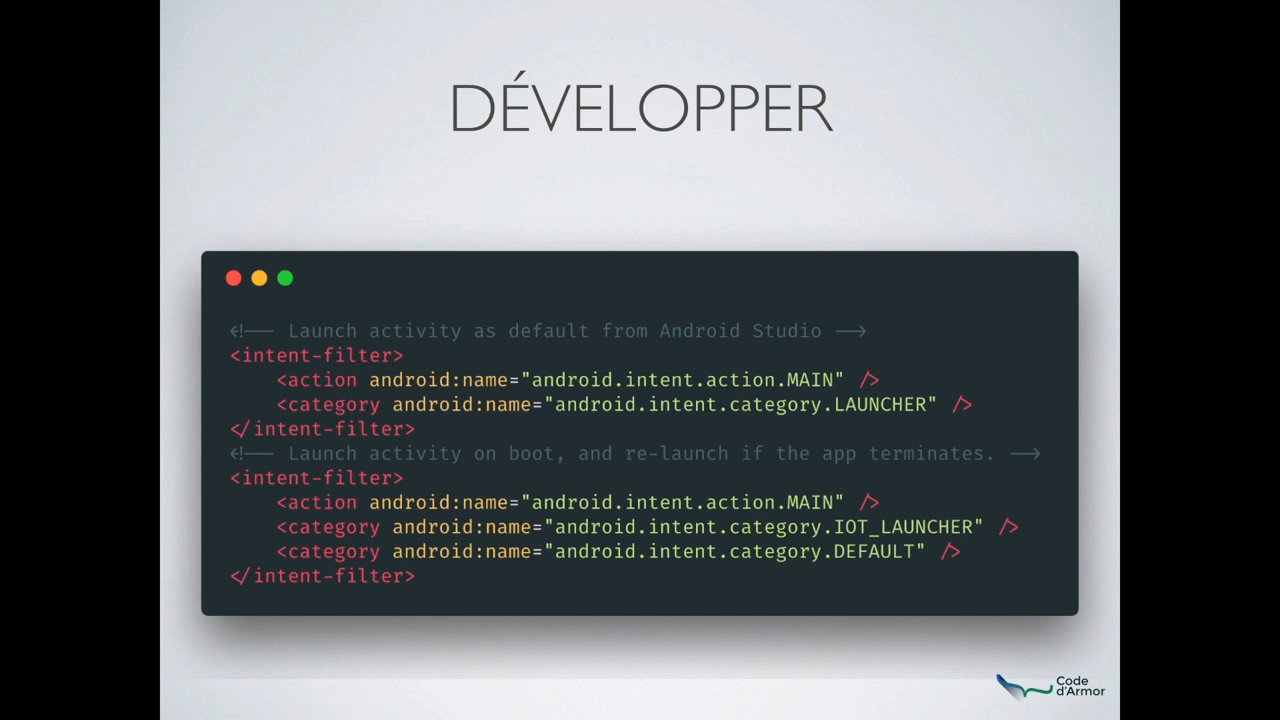 DÉVELOPPER
<!-- Launch activity as default from Android Studio -->
<intent-filter>
    <action android:name="android.intent.action.MAIN" />
    <category android:name="android.intent.category.LAUNCHER" />
</intent-filter>
<!-- Launch activity on boot, and re-launch if the app terminates. -->
<intent-filter>
    <action android:name="android.intent.action.MAIN" />
    <category android:name="android.intent.category.IOT_LAUNCHER" />
    <category android:name="android.intent.category.DEFAULT" />
</intent-filter>
Code
d'Armor